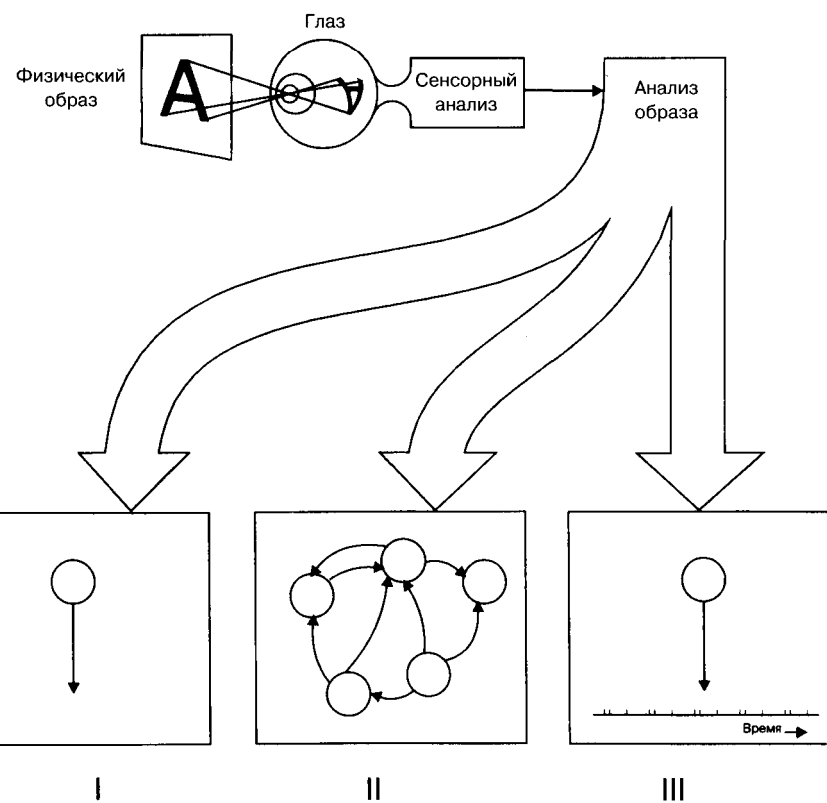 Глаз
Физический
образ
А
Сенсорный
анализ
Анализ
образа
Время
I
II
III